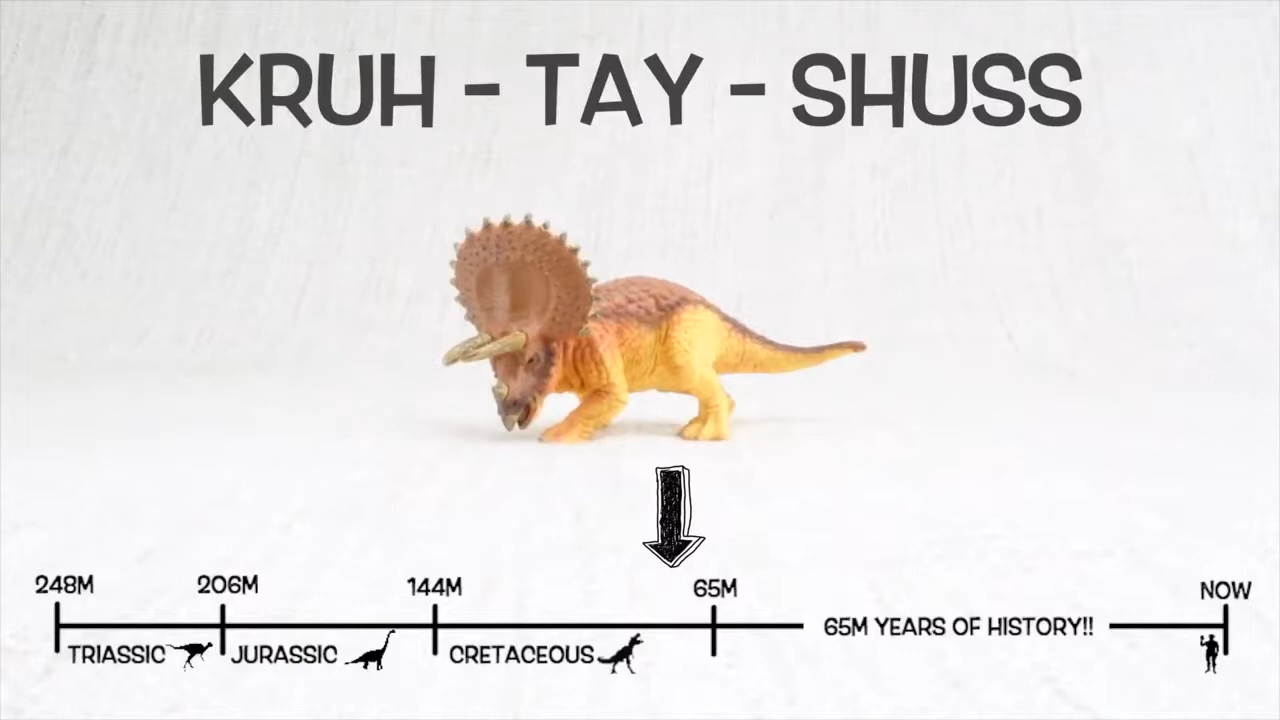 KRUH - TAY - SHUSS
248M 206M 144M 65M NOW
65M YEARS OF HISTORY!!
TRIASSIC JURASSIC CRETACEOUS